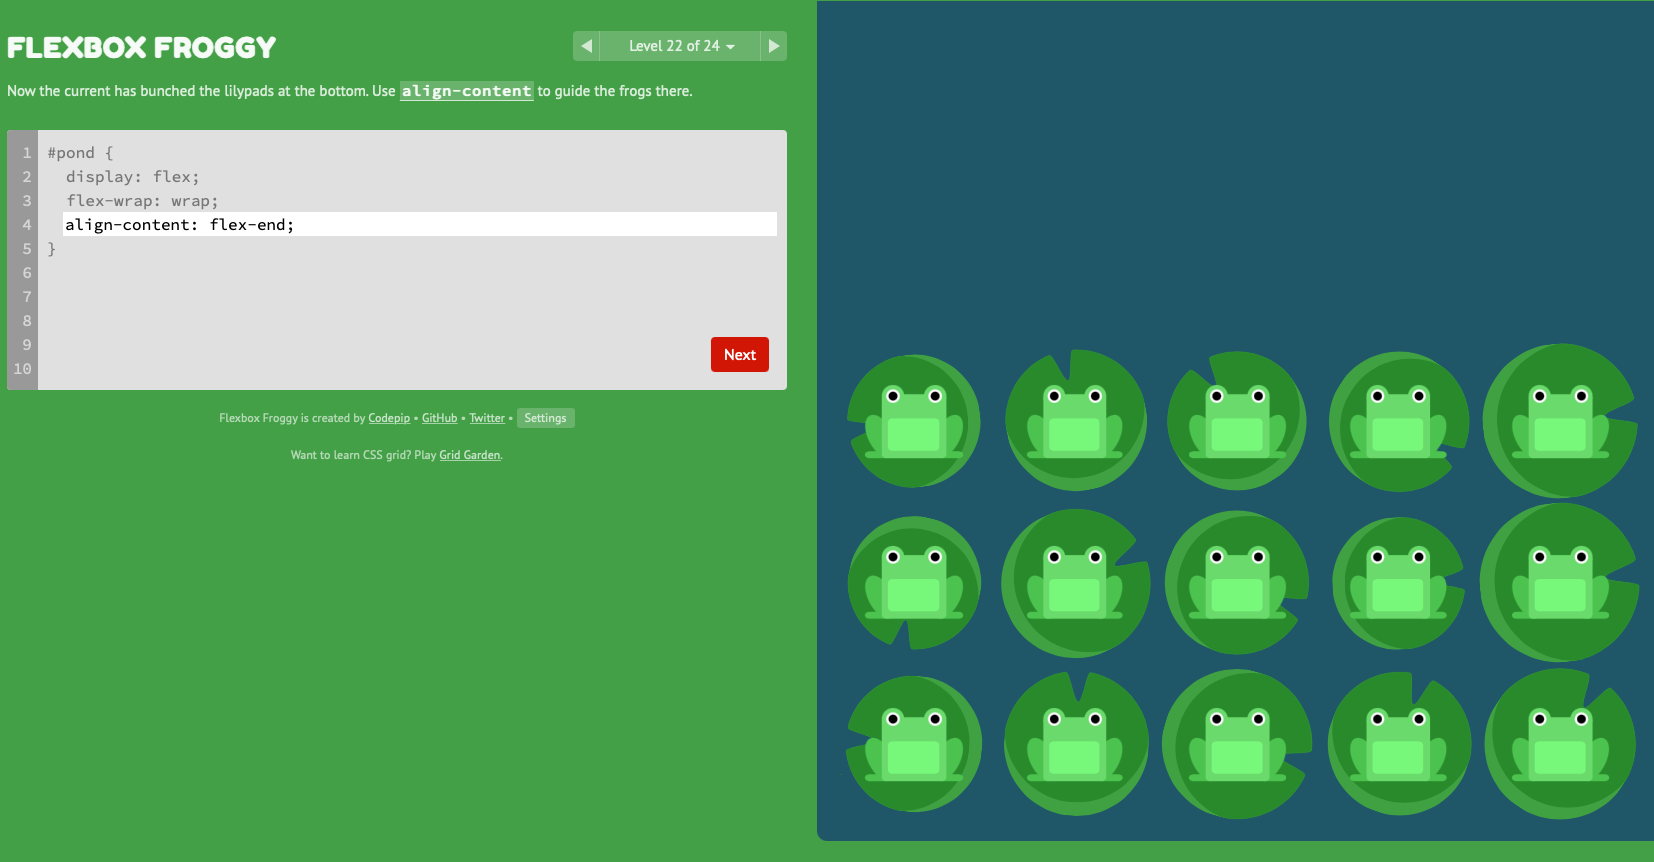 FLEXBOX FROGGY
Level 22 of 24
Now the current has bunched the lilypads at the bottom. Use align-content to guide the frogs there.
1 #pond {
2 display: flex;
3 flex-wrap: wrap;
4 align-content: flex-end;
5 }
6
7
8
9
10
Next
Flexbox Froggy is created by Codepip • GitHub • Twitter • Settings
Want to learn CSS grid? Play Grid Garden.